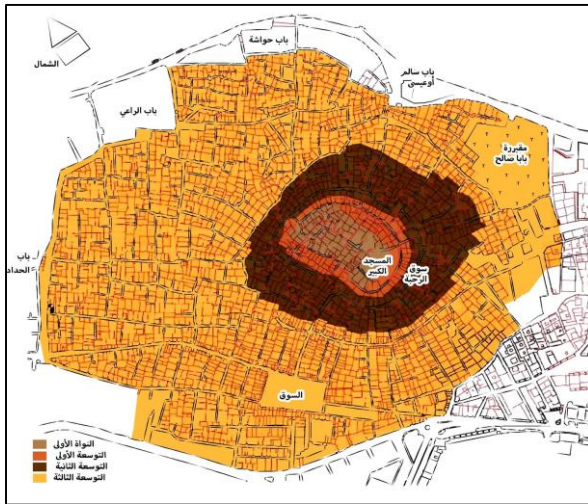 باب حواشة
الشمال
باب سالم
أوعيسى
باب الراعي
مقبررة
بابا صالح
باب
الحداد
المسجد
الكبير
سوق
الرحبة
السوق
النواة الأولى
التوسعة الأولى
التوسعة الثانية
التوسعة الثالثة